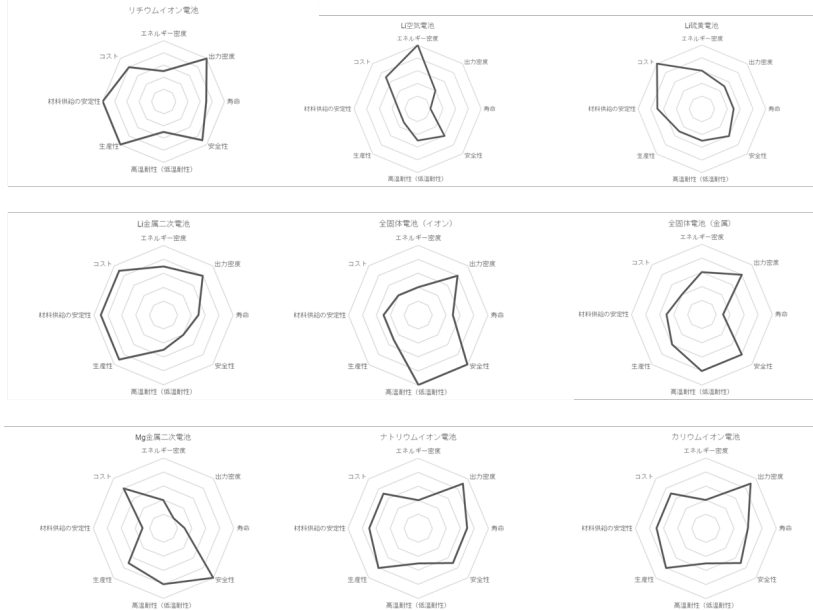 リチウムイオン電池
エネルギー密度
コスト
出力密度
材料供給の安定性
寿命
生産性
安全性
高温耐性（低温耐性）
Li空気電池
エネルギー密度
コスト
出力密度
材料供給の安定性
寿命
生産性
安全性
高温耐性（低温耐性）
Li硫黄電池
エネルギー密度
コスト
出力密度
材料供給の安定性
寿命
生産性
安全性
高温耐性（低温耐性）
Li金属二次電池
エネルギー密度
コスト
出力密度
材料供給の安定性
寿命
生産性
安全性
高温耐性（低温耐性）
全固体電池（イオン）
エネルギー密度
コスト
出力密度
材料供給の安定性
寿命
生産性
安全性
高温耐性（低温耐性）
全固体電池（金属）
エネルギー密度
コスト
出力密度
材料供給の安定性
寿命
生産性
安全性
高温耐性（低温耐性）
Mg金属二次電池
エネルギー密度
コスト
出力密度
材料供給の安定性
寿命
生産性
安全性
高温耐性（低温耐性）
ナトリウムイオン電池
エネルギー密度
コスト
出力密度
材料供給の安定性
寿命
生産性
安全性
高温耐性（低温耐性）
カリウムイオン電池
エネルギー密度
コスト
出力密度
材料供給の安定性
寿命
生産性
安全性
高温耐性（低温耐性）